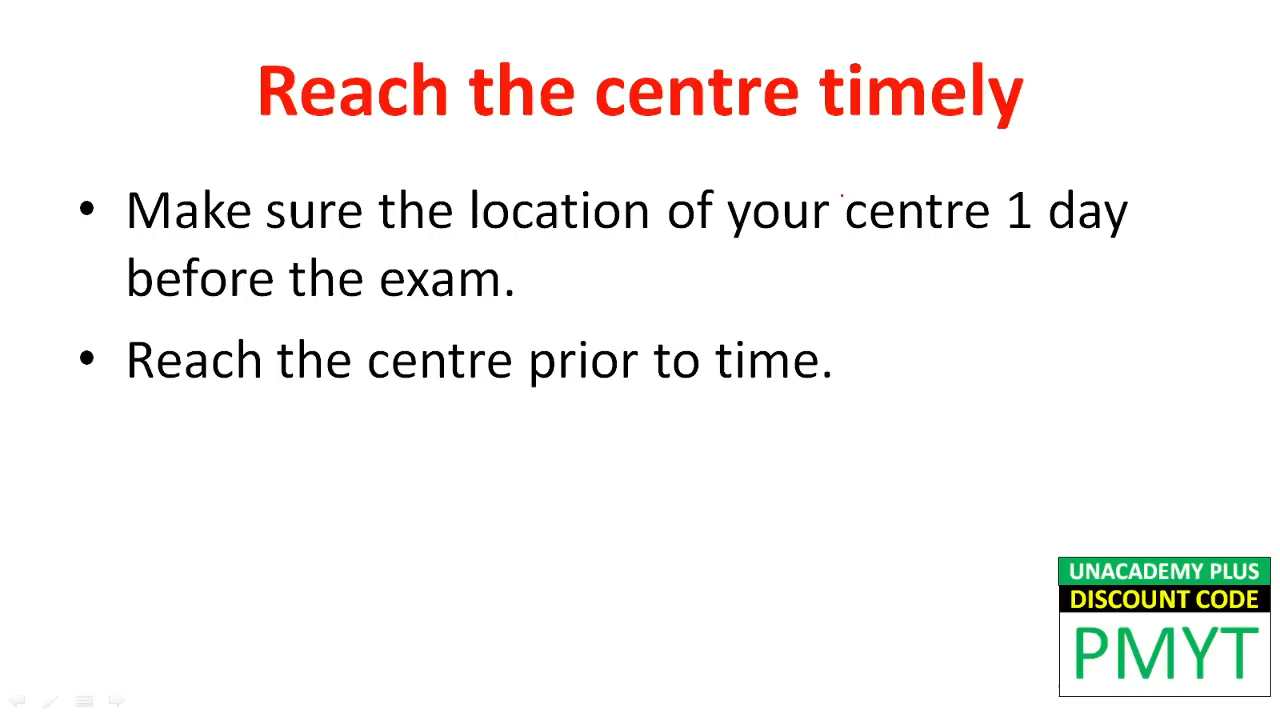 Reach the centre timely
• Make sure the location of your centre 1 day
before the exam.
• Reach the centre prior to time.
UNACADEMY PLUS
DISCOUNT CODE
PMYT